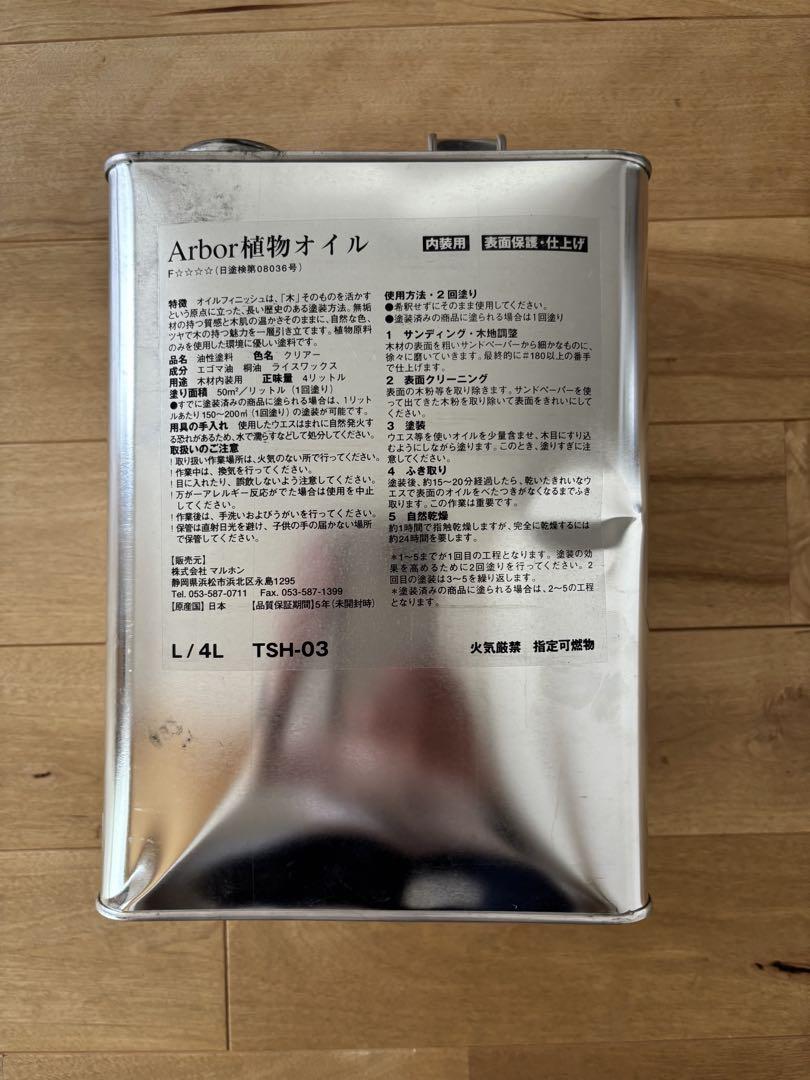 Arbor植物オイル
F☆☆☆☆(日塗検第08036号)
内装用 表面保護・仕上げ
特徴 オイルフィニッシュは、「木」そのものを活かす
という原点に立った、長い歴史のある塗装方法。無垢
材の持つ質感と木肌の温かさそのままに、自然な色、
ツヤで木の持つ魅力を一層引き立てます。植物原料
のみを使用した環境に優しい塗料です。
品名 油性塗料 色名 クリアー
成分 エゴマ油 桐油 ライスワックス
用途 木材内装用 正味量 4リットル
塗り面積 50m²/リットル(1回塗り)
●すでに塗装済みの商品に塗られる場合は、1リット
ルあたり150~200㎡(1回塗り)の塗装が可能です。
用具の手入れ 使用したウエスはまれに自然発火す
る恐れがあるため、水で濡らすなどして処分してください。
取扱いのご注意
!取り扱い作業場所は、火気のない所で行ってください。
!作業中は、換気を行ってください。
!目に入れたり、誤飲しないよう注意してください。
!万が一アレルギー反応がでた場合は使用を中止
してください。
!作業後は、手洗いおよびうがいを行ってください。
!保管は直射日光を避け、子供の手の届かない場所
で保管してください。
【販売元】
株式会社 マルホン
静岡県浜松市浜北区永島1295
Tel. 053-587-0711 Fax. 053-587-1399
【原産国】日本 【品質保証期間】5年(未開封時)
使用方法・2回塗り
●希釈せずにそのまま使用してください。
●塗装済みの商品に塗られる場合は1回塗り
1 サンディング・木地調整
木材の表面を粗いサンドペーパーから細かなものに、
徐々に磨いていきます。最終的に#180以上の番手
で仕上げます。
2 表面クリーニング
表面の木粉等を取り除きます。サンドペーパーを使
って出てきた木粉を取り除いて表面をきれいにして
ください。
3 塗装
ウエス等を使いオイルを少量含ませ、木目にすり込
むようにしながら塗ります。このとき、塗りすぎに注
意してください。
4 ふき取り
塗装後、約15~20分経過したら、乾いたきれいなウ
エスで表面のオイルをべたつきがなくなるまでふき
取ります。この作業は重要です。
5 自然乾燥
約1時間で指触乾燥しますが、完全に乾燥するには
約24時間を要します。
*1~5までが1回目の工程となります。塗装の効
果を高めるために2回塗りを行ってください。2
回目の塗装は3~5を繰り返します。
*塗装済みの商品に塗られる場合は、2~5の工程
となります。
L/4L TSH-03
火気厳禁 指定可燃物